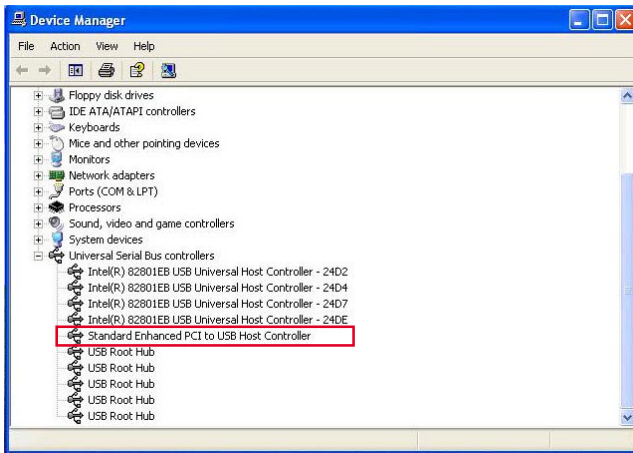 Device Manager
File Action View Help
Floppy disk drives
IDE ATA/ATAPI controllers
Keyboards
Mice and other pointing devices
Monitors
Network adapters
Ports (COM & LPT)
Processors
Sound, video and game controllers
System devices
Universal Serial Bus controllers
Intel(R) 82801EB USB Universal Host Controller - 24D2
Intel(R) 82801EB USB Universal Host Controller - 24D4
Intel(R) 82801EB USB Universal Host Controller - 24D7
Intel(R) 82801EB USB Universal Host Controller - 24DE
Standard Enhanced PCI to USB Host Controller
USB Root Hub
USB Root Hub
USB Root Hub
USB Root Hub
USB Root Hub